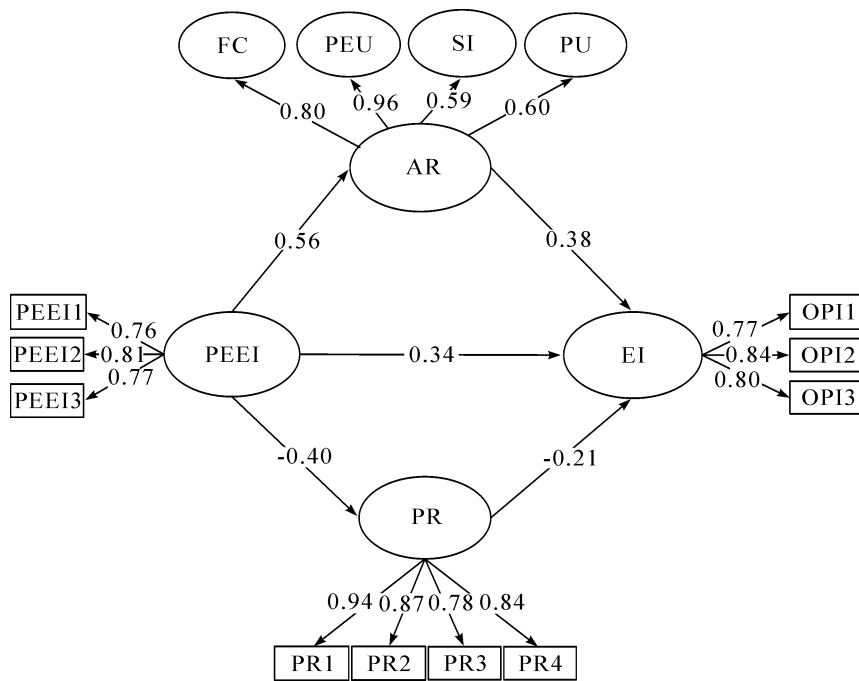 FC PEU SI PU
0.80 0.96 0.59 0.60
AR
0.56 0.38
PEEI1 0.76 0.77 OPI1
PEEI2 0.81 PEEI 0.34 EI 0.84 OPI2
PEEI3 0.77 0.80 OPI3
-0.40 -0.21
PR
0.94 0.87 0.78 0.84
PR1 PR2 PR3 PR4